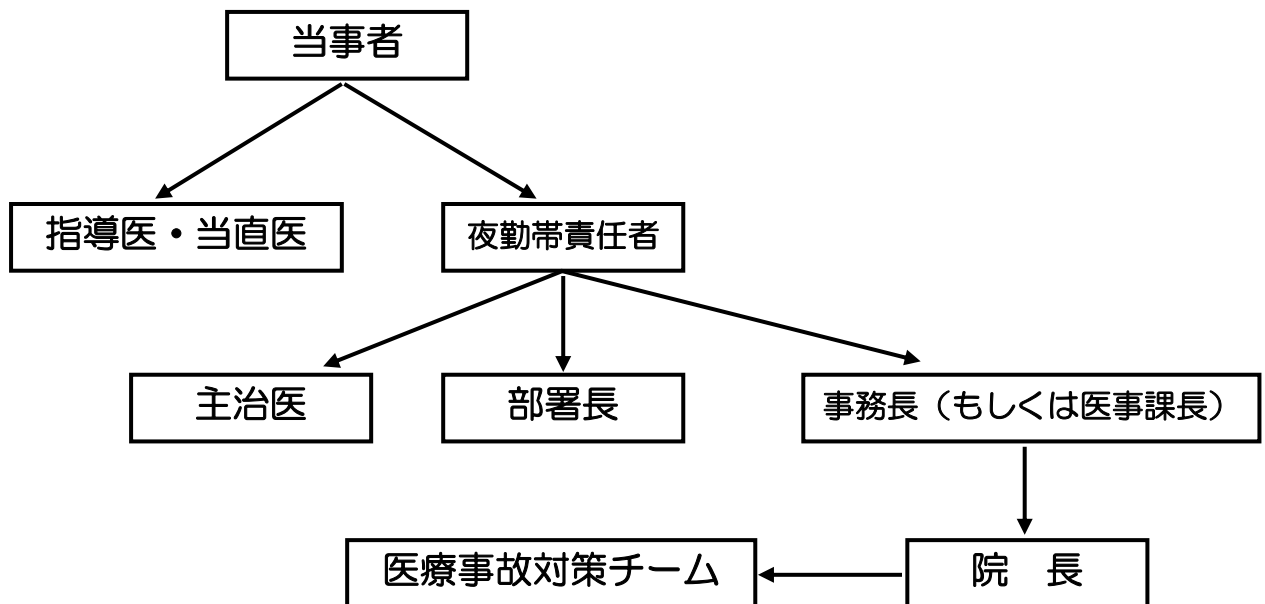 当事者
指導医・当直医
夜勤帯責任者
主治医
部署長
事務長（もしくは医事課長）
医療事故対策チーム
院　長